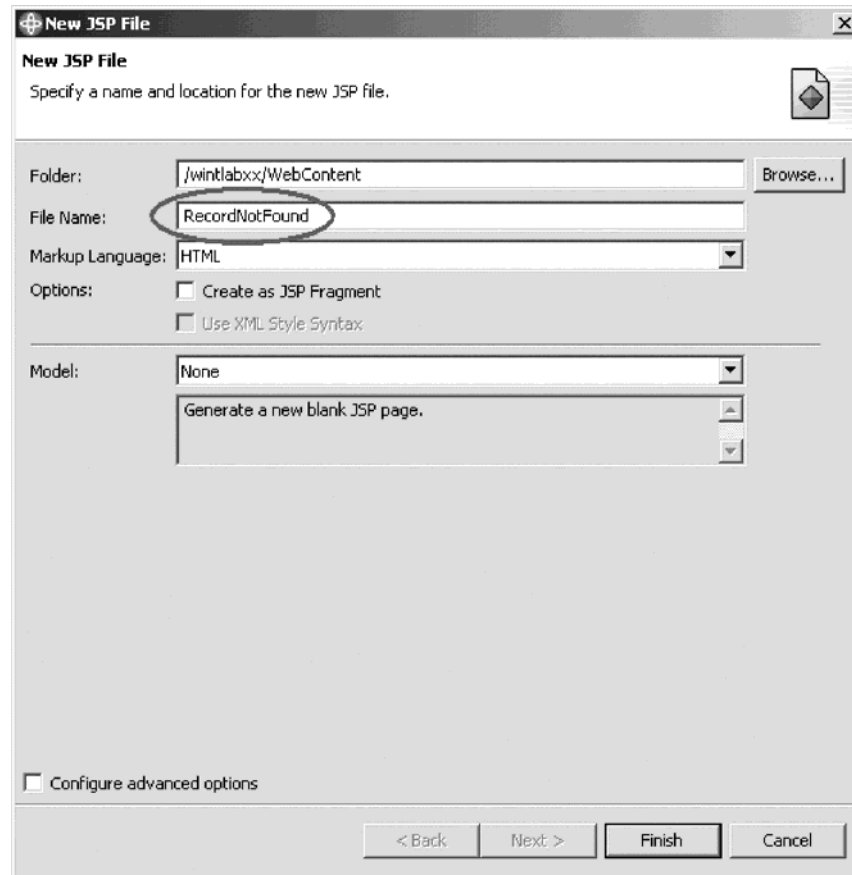 New JSP File
New JSP File
Specify a name and location for the new JSP file.
Folder: /wintlabxx/WebContent Browse...
File Name: RecordNotFound
Markup Language: HTML
Options: Create as JSP Fragment
Use XML Style Syntax
Model: None
Generate a new blank JSP page.
Configure advanced options
< Back Next > Finish Cancel